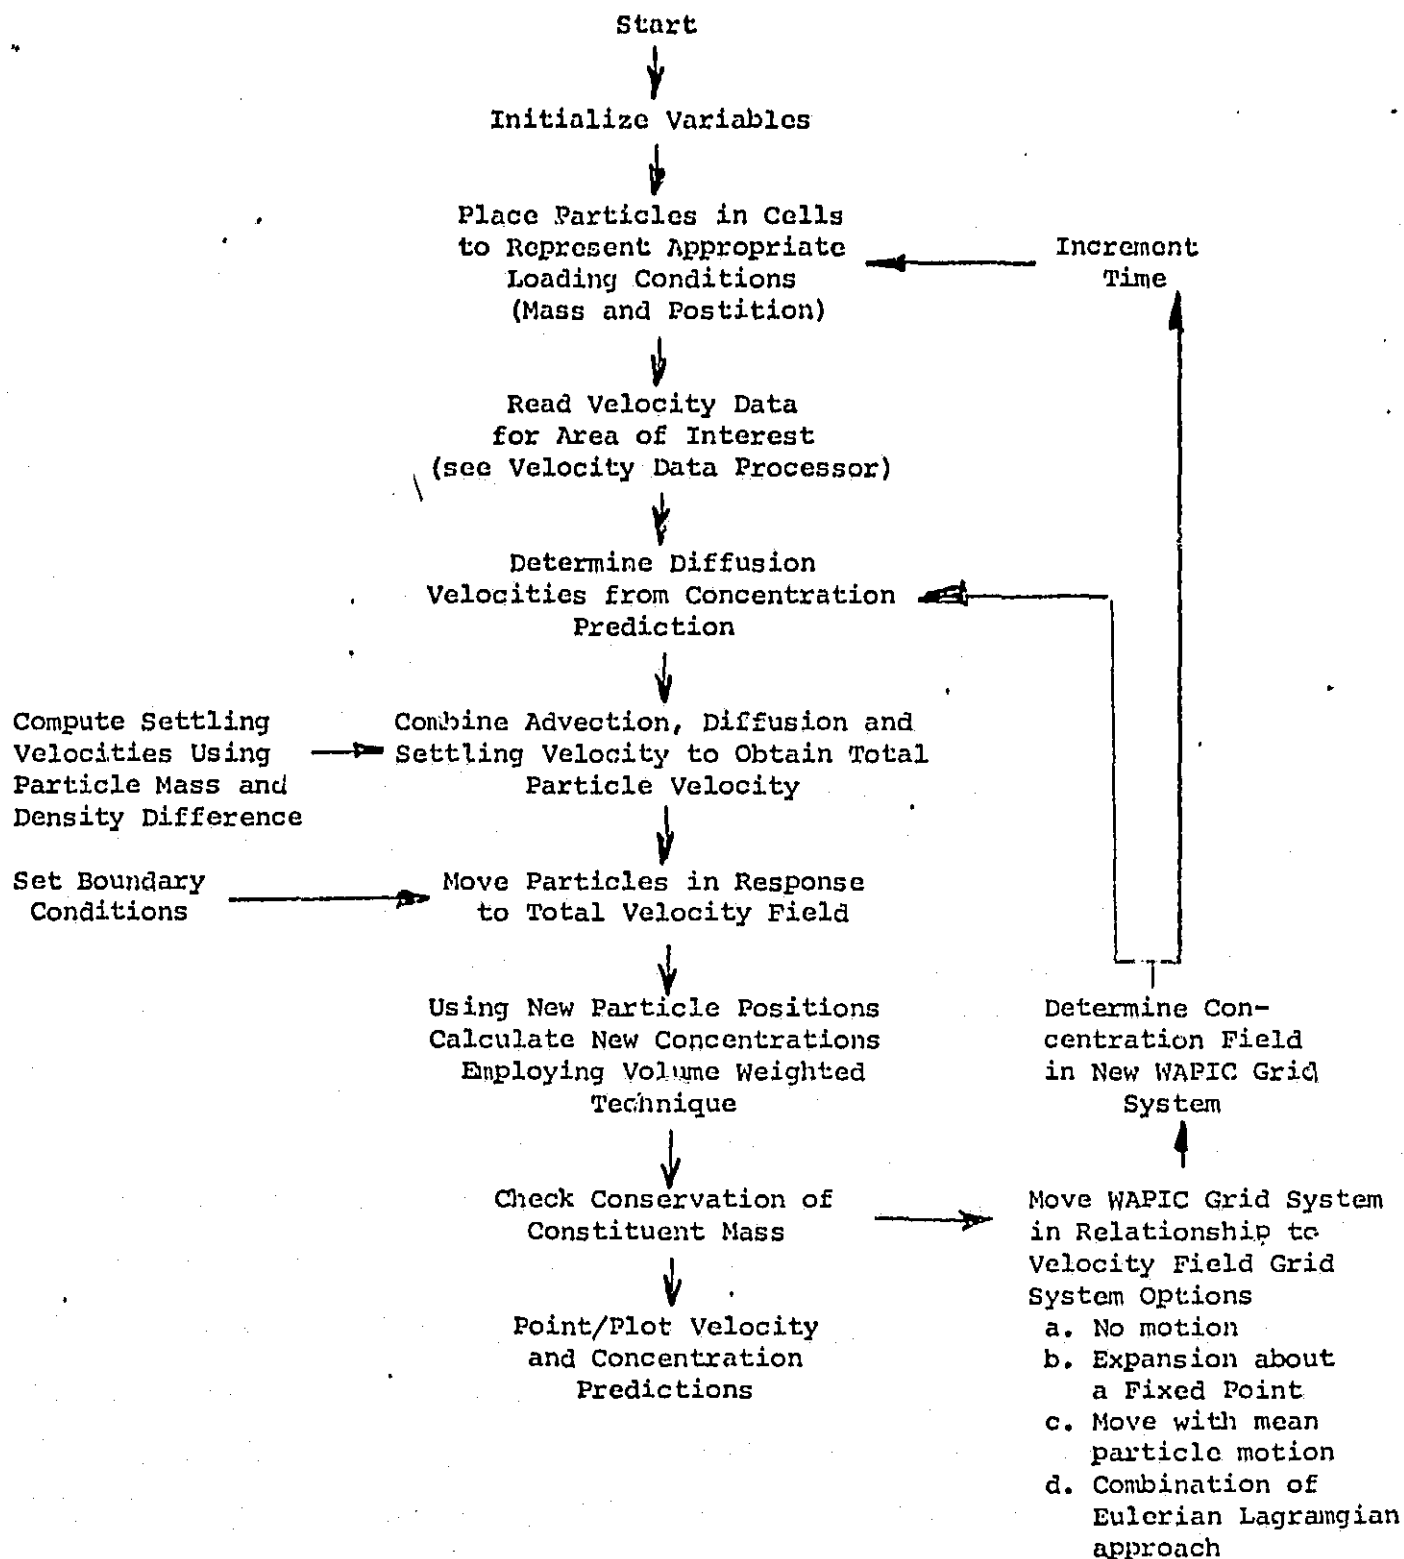 Start
Initialize Variables
Place Particles in Cells
to Represent Appropriate
Loading Conditions
(Mass and Postition)
Increment
Time
Read Velocity Data
for Area of Interest
(see Velocity Data Processor)
Determine Diffusion
Velocities from Concentration
Prediction
Compute Settling
Velocities Using
Particle Mass and
Density Difference
Combine Advection, Diffusion and
Settling Velocity to Obtain Total
Particle Velocity
Set Boundary
Conditions
Move Particles in Response
to Total Velocity Field
Using New Particle Positions
Calculate New Concentrations
Employing Volume Weighted
Technique
Determine Con-
centration Field
in New WAPIC Grid
System
Check Conservation of
Constituent Mass
Move WAPIC Grid System
in Relationship to
Velocity Field Grid
System Options
a. No motion
b. Expansion about
a Fixed Point
c. Move with mean
particle motion
d. Combination of
Eulerian Lagramgian
approach
Point/Plot Velocity
and Concentration
Predictions